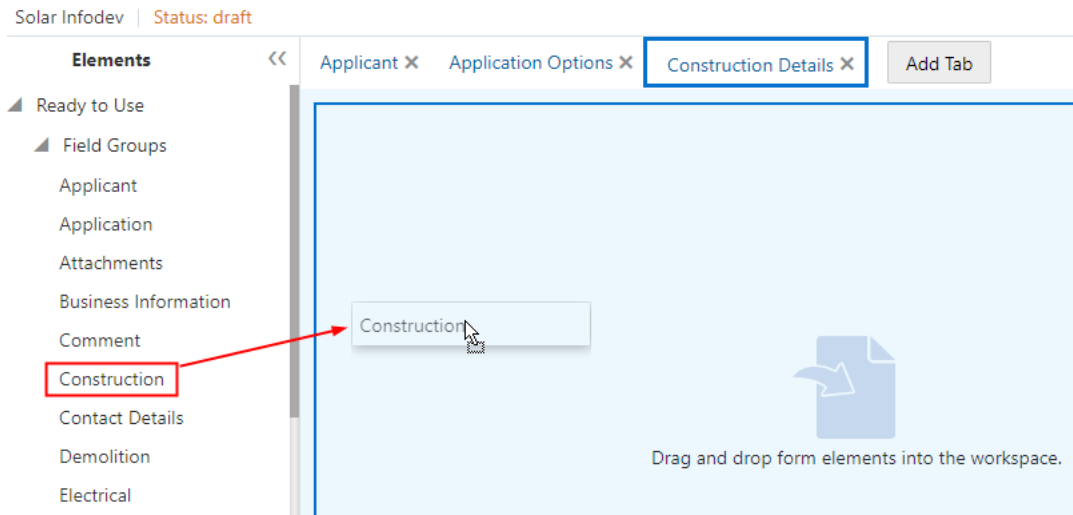 Solar Infodev Status: draft
Elements
Applicant
Application Options
Construction Details
Add Tab
Ready to Use
Field Groups
Applicant
Application
Attachments
Business Information
Comment
Construction
Contact Details
Demolition
Electrical
Construction
Drag and drop form elements into the workspace.